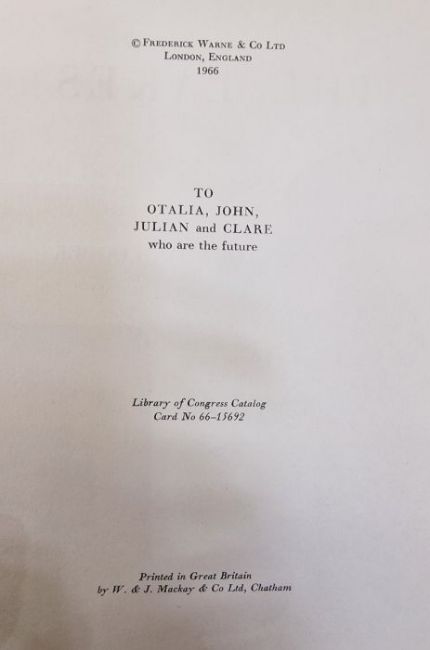 © Frederick Warne & Co Ltd
London, England
1966
TO
OTALIA, JOHN,
JULIAN and CLARE
who are the future
Library of Congress Catalog
Card No 66–15692
Printed in Great Britain
by W. & J. Mackay & Co Ltd, Chatham